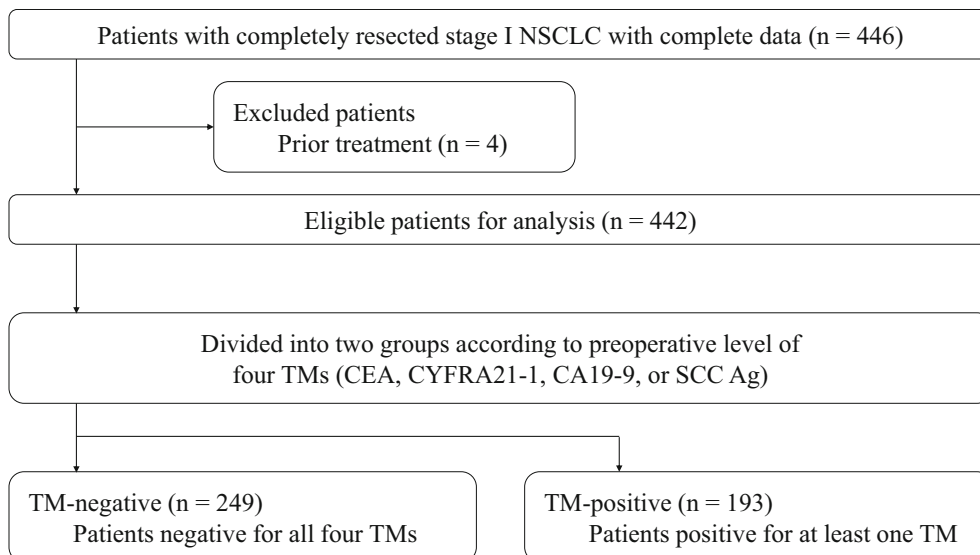 Patients with completely resected stage I NSCLC with complete data (n = 446)
Excluded patients
Prior treatment (n = 4)
Eligible patients for analysis (n = 442)
Divided into two groups according to preoperative level of
four TMs (CEA, CYFRA21-1, CA19-9, or SCC Ag)
TM-negative (n = 249)
Patients negative for all four TMs
TM-positive (n = 193)
Patients positive for at least one TM